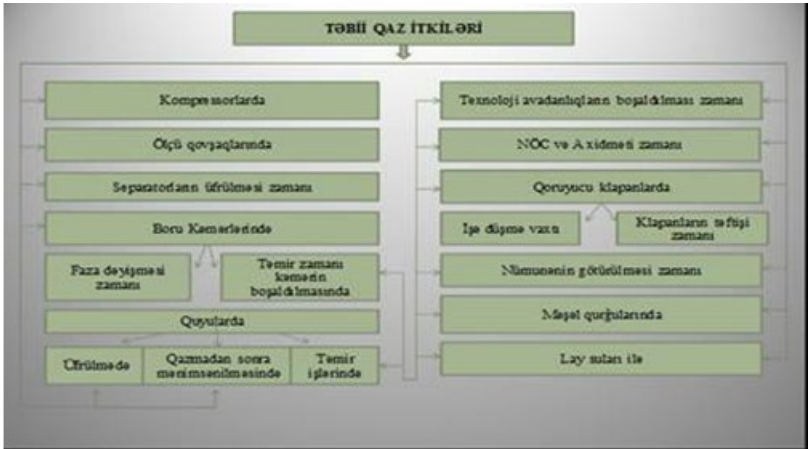 TƏBİİ QAZ İTKİLƏRİ
Kompressorlarda
Ölçü qovşaqlarında
Separatorların üfrülməsi zamanı
Boru Kəmərlərində
Faza dəyişməsi
zamanı
Təmir zamanı
kəmərin
boşaldılmasında
Quyularda
Üfrülmədə
Qazmadan sonra
mənimsənilməsində
Təmir
işlərində
Texnoloji avadanlıqların boşaldılması zamanı
NÖC və A xidməti zamanı
Qoruyucu klapanlarda
İşə düşmə vaxtı
Klapanların təftişi
zamanı
Nümunənin götürülməsi zamanı
Məşəl qurğularında
Lay suları ilə